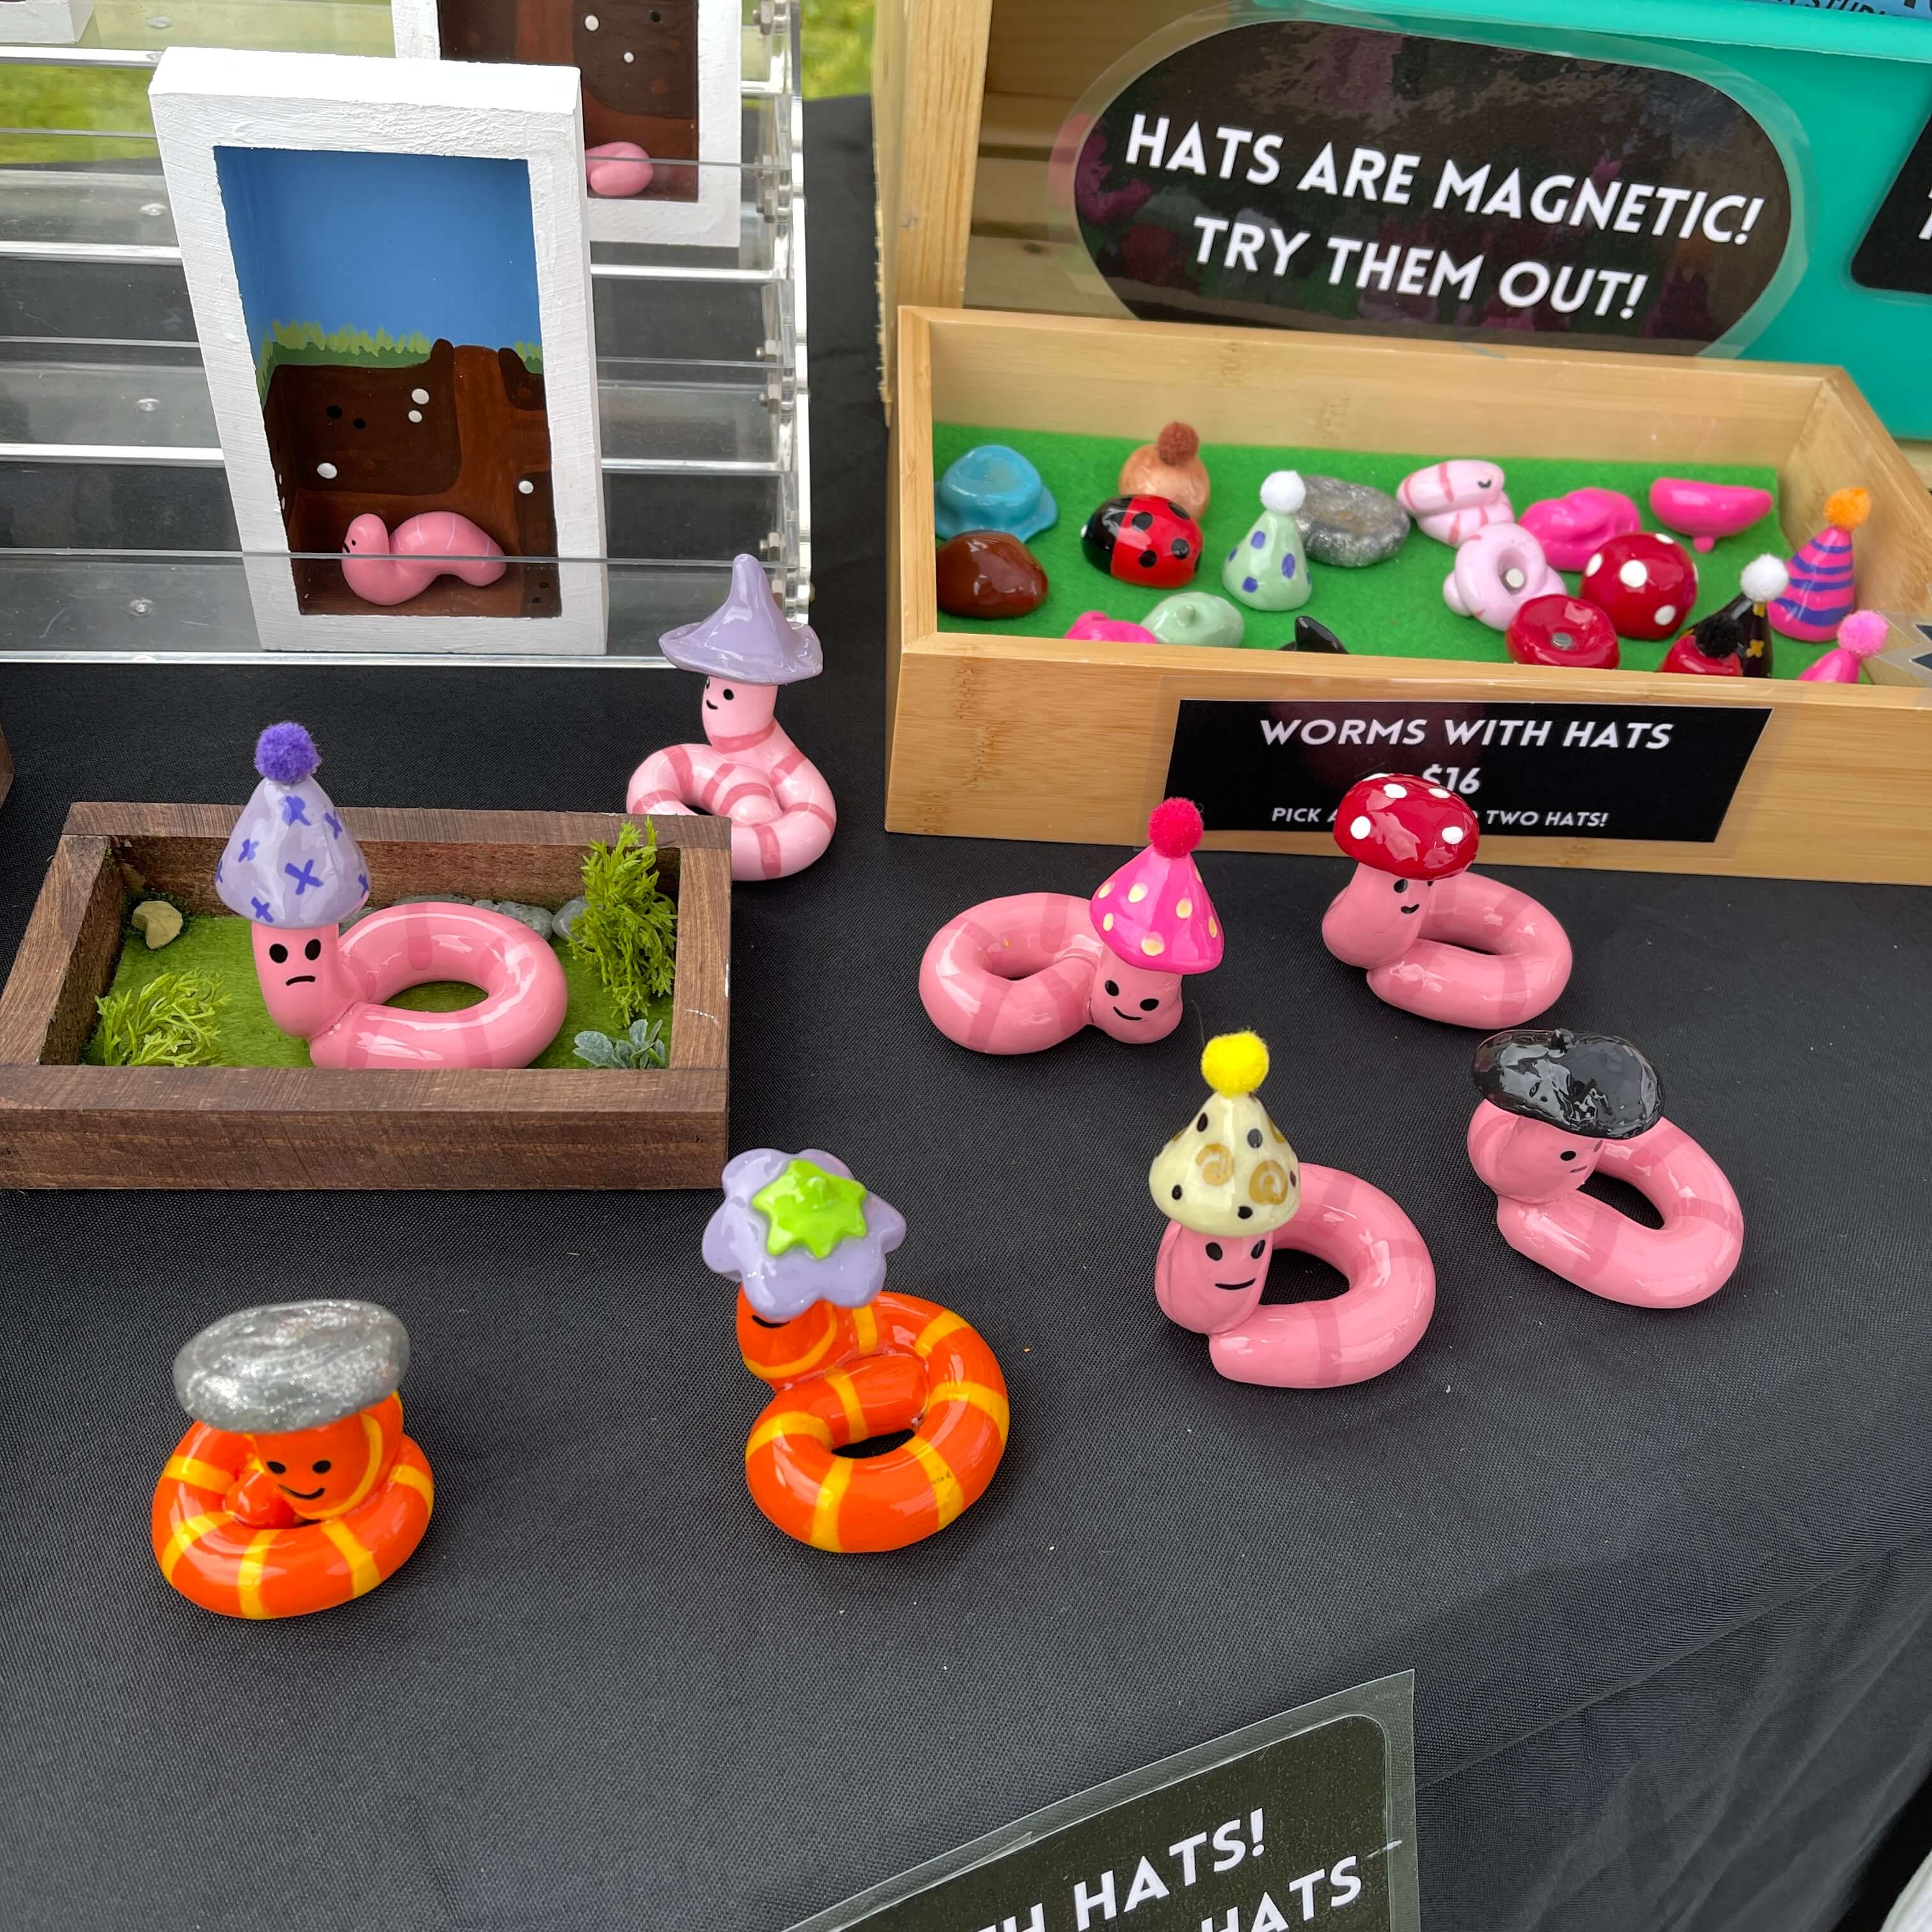 HATS ARE MAGNETIC!
TRY THEM OUT!
WORMS WITH HATS
$16
PICK TWO HATS!
HATS!
HATS